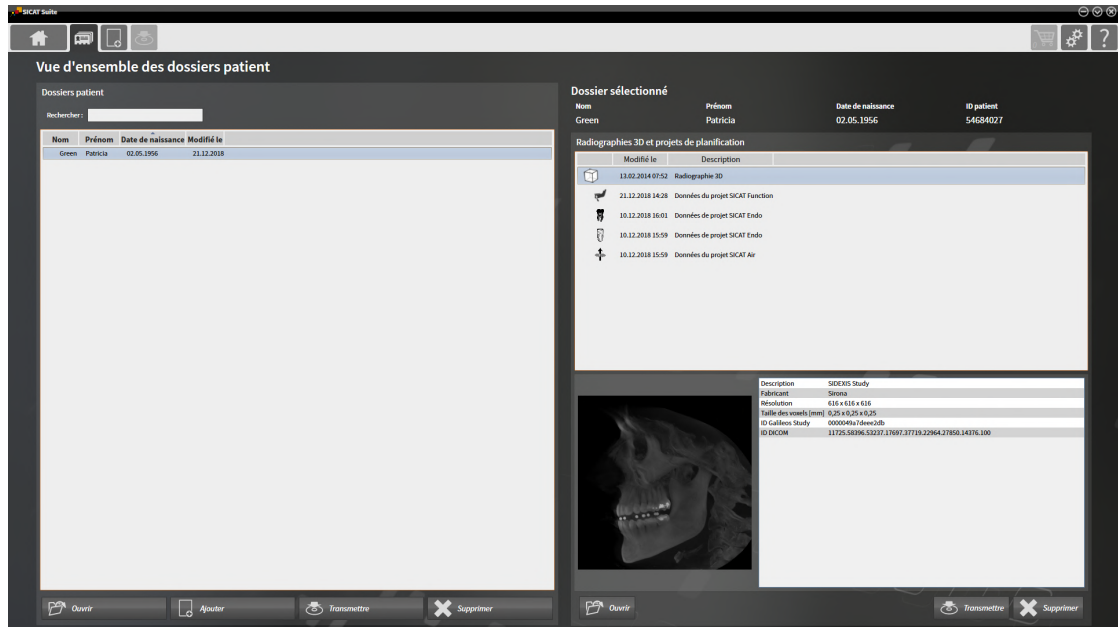 SICAT Suite
?
Vue d'ensemble des dossiers patient
Dossiers patient
Rechercher :
Nom Prénom Date de naissance Modifié le
Green Patricia 02.05.1956 21.12.2018
Ouvrir Ajouter Transmettre Supprimer
Dossier sélectionné
Nom Prénom Date de naissance ID patient
Green Patricia 02.05.1956 54684027
Radiographies 3D et projets de planification
Modifié le Description
13.02.2014 07:52 Radiographie 3D
21.12.2018 14:28 Données du projet SICAT Function
10.12.2018 16:01 Données de projet SICAT Endo
10.12.2018 15:59 Données de projet SICAT Endo
10.12.2018 15:59 Données du projet SICAT Air
Description SIDEXIS Study
Fabricant Sirona
Résolution 616 x 616 x 616
Taille des voxels [mm] 0,25 x 0,25 x 0,25
ID Galileos Study 0000049a7deee2db
ID DICOM 11725.58396.53237.17697.37719.22964.27850.14376.100
Ouvrir Transmettre Supprimer